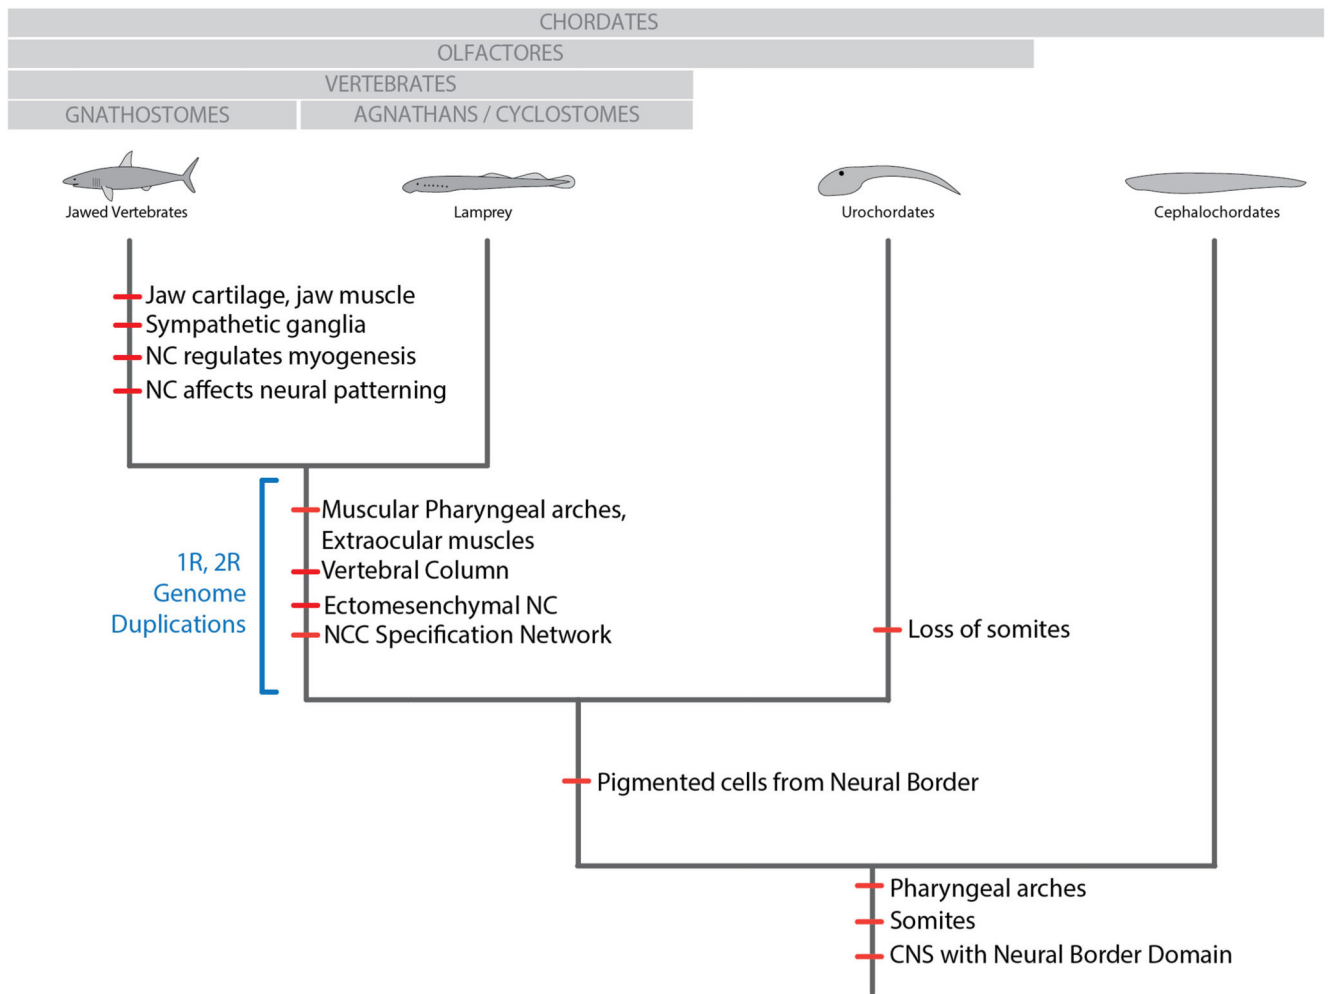 CHORDATES
OLFACTORES
VERTEBRATES
GNATHOSTOMES
AGNATHANS / CYCLOSTOMES
Jawed Vertebrates
Lamprey
Urochordates
Cephalochordates
Jaw cartilage, jaw muscle
Sympathetic ganglia
NC regulates myogenesis
NC affects neural patterning
1R, 2R
Genome
Duplications
Muscular Pharyngeal arches,
Extraocular muscles
Vertebral Column
Ectomesenchymal NC
NCC Specification Network
Loss of somites
Pigmented cells from Neural Border
Pharyngeal arches
Somites
CNS with Neural Border Domain